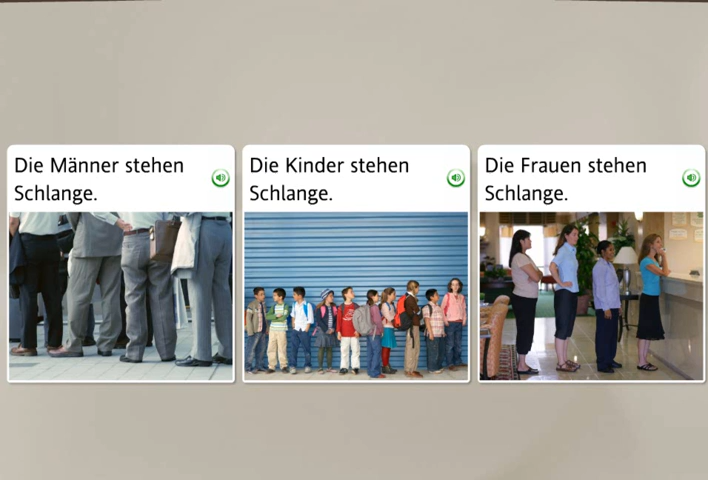 Die Männer stehen
Schlange.
Die Kinder stehen
Schlange.
Die Frauen stehen
Schlange.